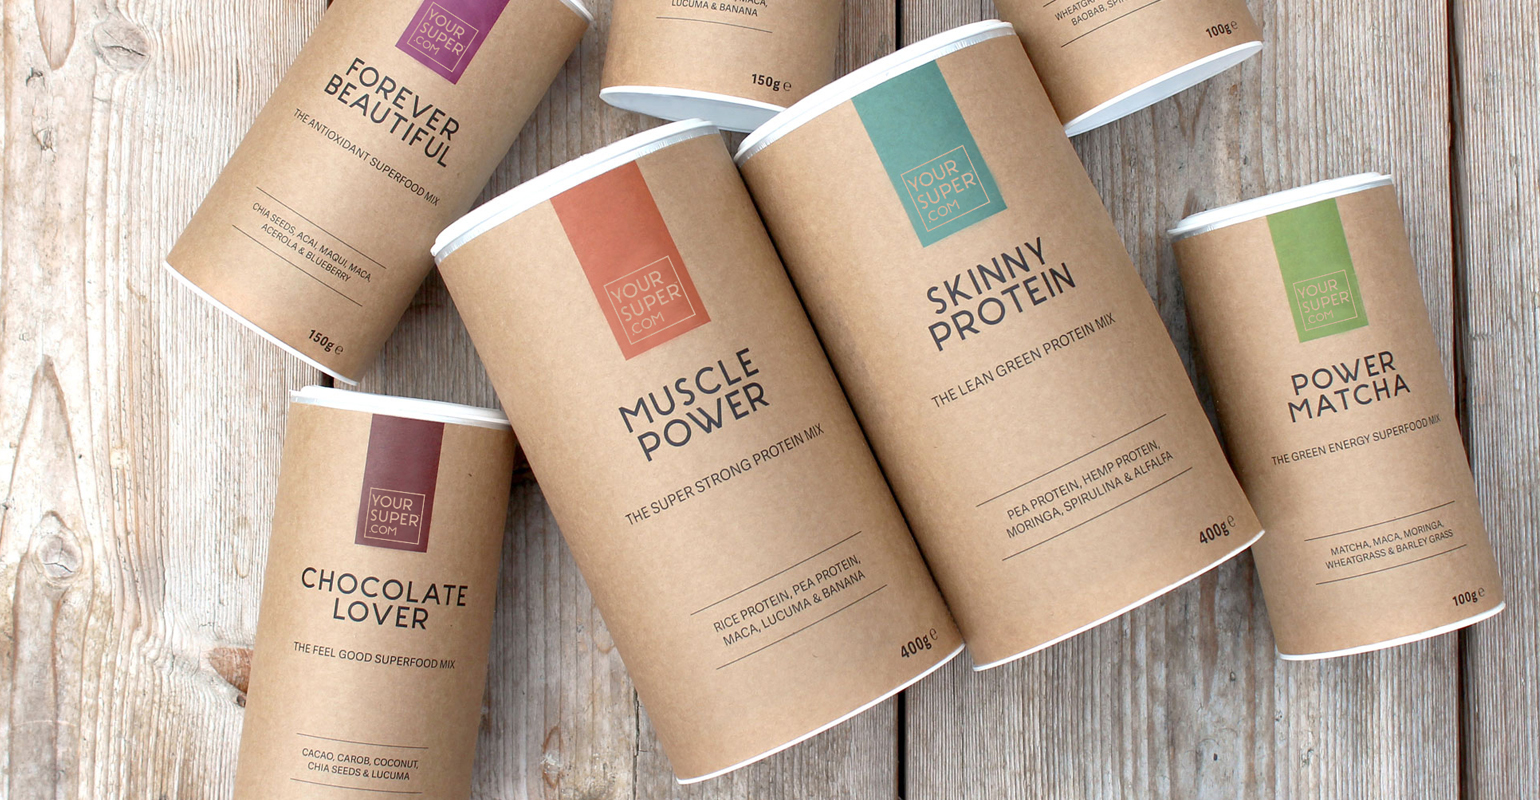 YOUR
SUPER
.COM
FOREVER
BEAUTIFUL
THE ANTIOXIDANT SUPERFOOD MIX
CHIA SEEDS, ACAI, MAQUI, MACA,
ACEROLA & BLUEBERRY
150g ℮
LUCUMA & BANANA
150g ℮
BAOBAB,
100g ℮
YOUR
SUPER
.COM
MUSCLE
POWER
THE SUPER STRONG PROTEIN MIX
RICE PROTEIN, PEA PROTEIN,
MACA, LUCUMA & BANANA
400g ℮
YOUR
SUPER
.COM
SKINNY
PROTEIN
THE LEAN GREEN PROTEIN MIX
PEA PROTEIN, HEMP PROTEIN,
MORINGA, SPIRULINA & ALFALFA
400g ℮
YOUR
SUPER
.COM
POWER
MATCHA
THE GREEN ENERGY SUPERFOOD MIX
MATCHA, MACA, MORINGA,
WHEATGRASS & BARLEY GRASS
100g ℮
YOUR
SUPER
.COM
CHOCOLATE
LOVER
THE FEEL GOOD SUPERFOOD MIX
CACAO, CAROB, COCONUT,
CHIA SEEDS & LUCUMA